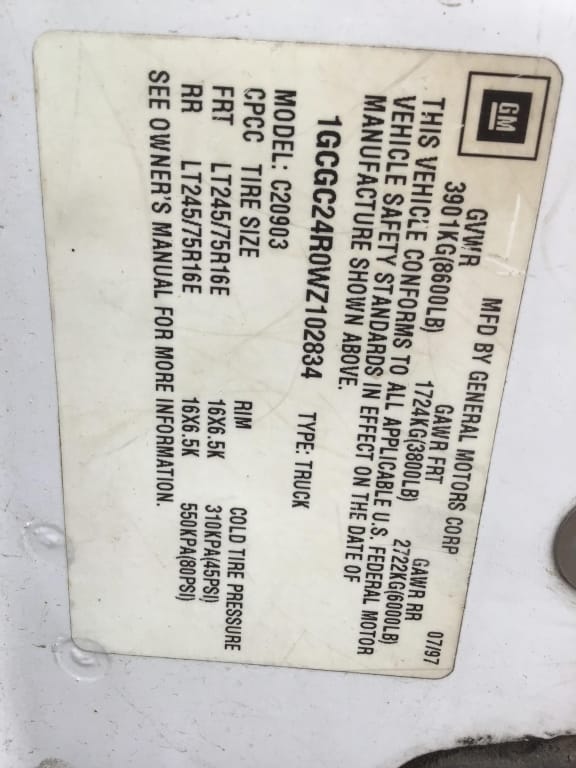 GM
MFD BY GENERAL MOTORS CORP 07/97
GVWR GAWR FRT GAWR RR
3901KG(8600LB) 1724KG(3800LB) 2722KG(6000LB)
THIS VEHICLE CONFORMS TO ALL APPLICABLE U.S. FEDERAL MOTOR
VEHICLE SAFETY STANDARDS IN EFFECT ON THE DATE OF
MANUFACTURE SHOWN ABOVE.
1GCGC24R0WZ102834 TYPE: TRUCK
MODEL: C20903
CPCC TIRE SIZE RIM COLD TIRE PRESSURE
FRT LT245/75R16E 16X6.5K 310KPA(45PSI)
RR LT245/75R16E 16X6.5K 550KPA(80PSI)
SEE OWNER'S MANUAL FOR MORE INFORMATION.